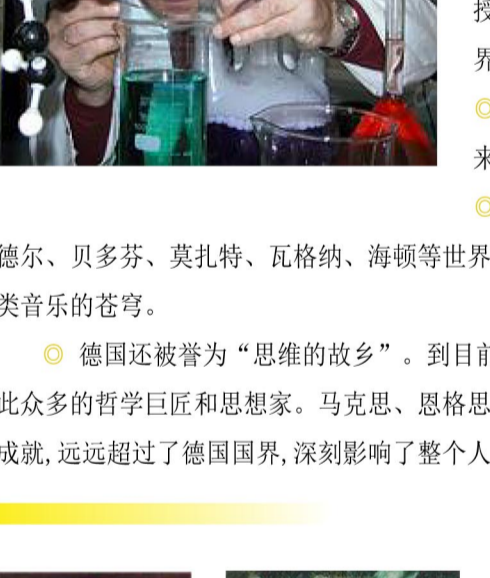 授
界
◎
来
◎
德尔、贝多芬、莫扎特、瓦格纳、海顿等世界
类音乐的苍穹。
◎ 德国还被誉为“思维的故乡”。到目前
此众多的哲学巨匠和思想家。马克思、恩格思
成就,远远超过了德国国界,深刻影响了整个人